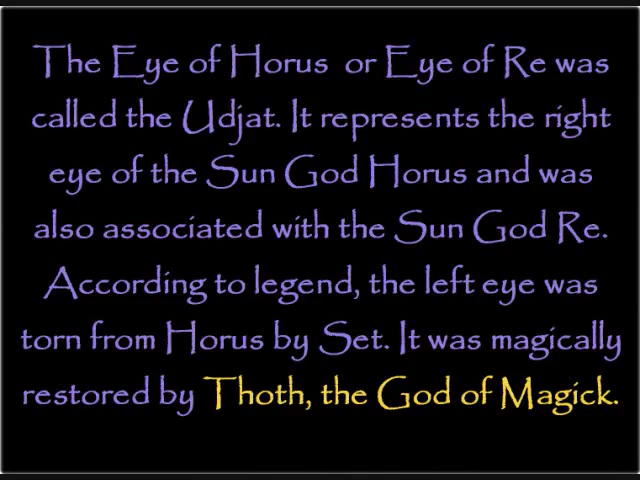 The Eye of Horus or Eye of Re was
called the Udjat. It represents the right
eye of the Sun God Horus and was
also associated with the Sun God Re.
According to legend, the left eye was
torn from Horus by Set. It was magically
restored by Thoth, the God of Magick.